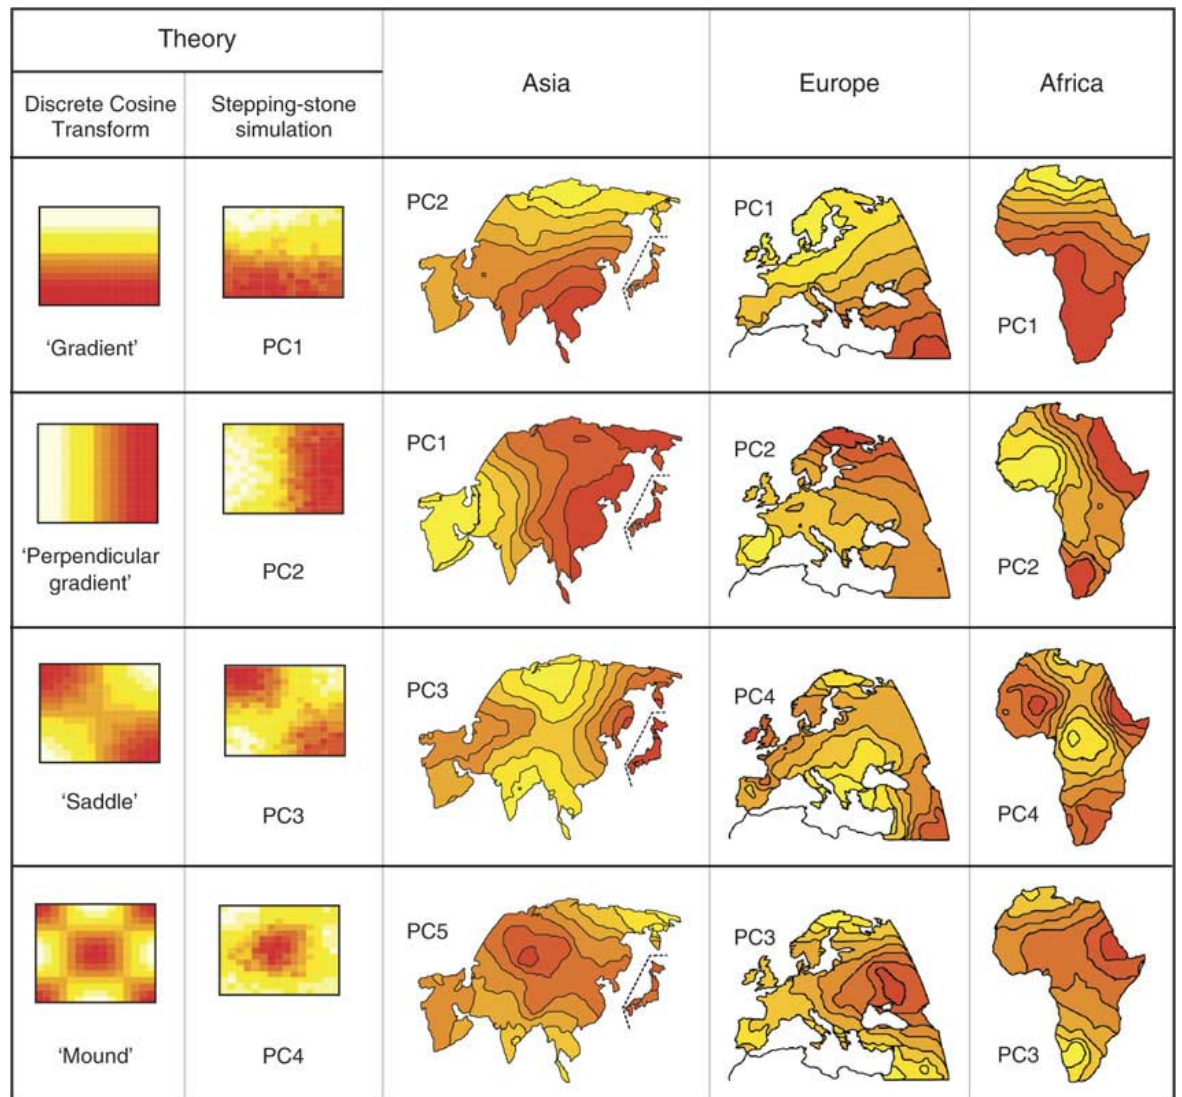 Theory
Discrete Cosine
Transform
Stepping-stone
simulation
Asia
Europe
Africa
'Gradient'
PC1
PC2
PC1
PC1
'Perpendicular
gradient'
PC2
PC1
PC2
PC2
'Saddle'
PC3
PC3
PC4
PC4
'Mound'
PC4
PC5
PC3
PC3